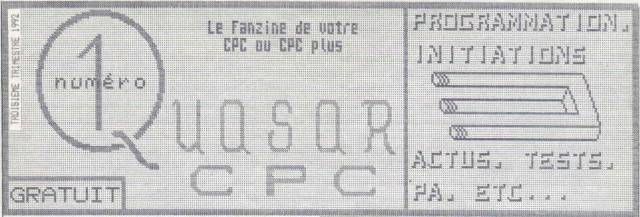 TROISIEME TRIMESTRE 1992
numéro
1
Le Fanzine de votre
CPC ou CPC plus
QUASAR
CPC
GRATUIT
PROGRAMMATION.
INITIATIONS
ACTUS. TESTS.
PA. ETC...